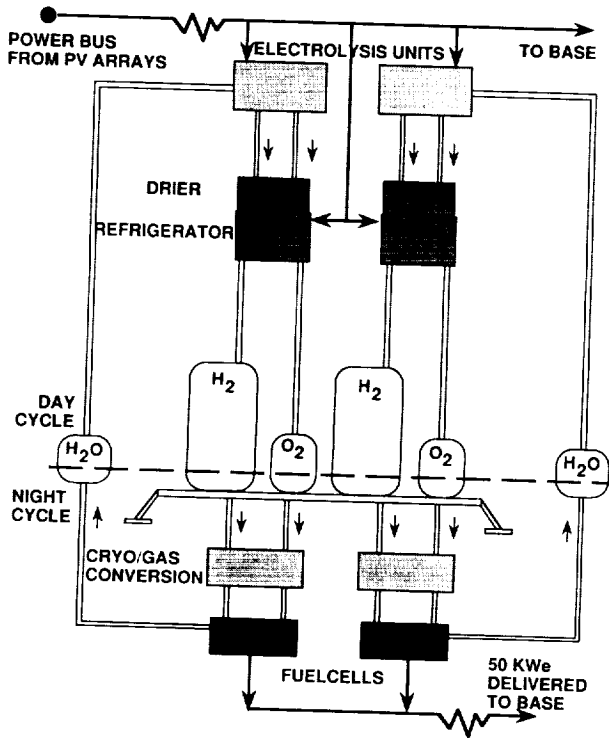 POWER BUS
FROM PV ARRAYS
ELECTROLYSIS UNITS
TO BASE
DRIER
REFRIGERATOR
H2
H2
DAY
CYCLE
H2O
O2
O2
H2O
NIGHT
CYCLE
CRYO/GAS
CONVERSION
FUELCELLS
50 KWe
DELIVERED
TO BASE